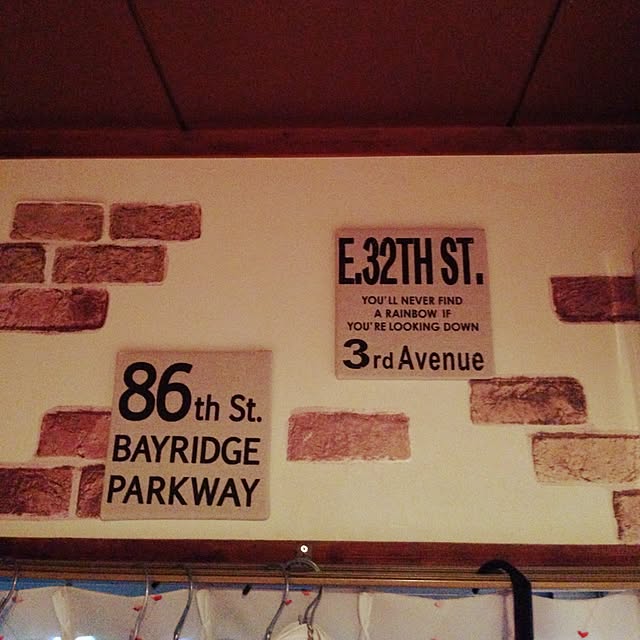 E.32TH ST.
YOU'LL NEVER FIND
A RAINBOW IF
YOU'RE LOOKING DOWN
3rd Avenue
86th St.
BAYRIDGE
PARKWAY